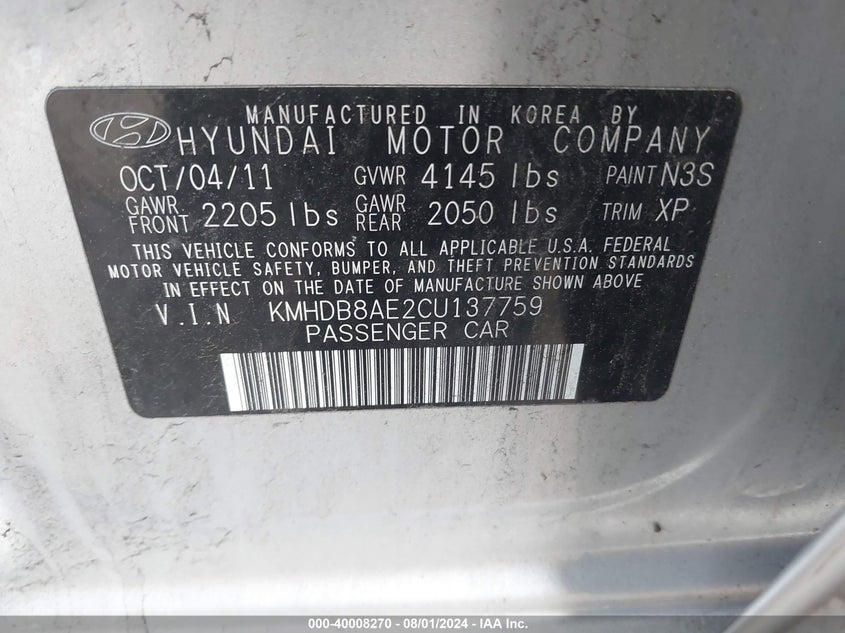 MANUFACTURED IN KOREA BY
HYUNDAI MOTOR COMPANY
OCT/04/11 GVWR 4145 lbs PAINT N3S
GAWR FRONT 2205 lbs GAWR REAR 2050 lbs TRIM XP
THIS VEHICLE CONFORMS TO ALL APPLICABLE U.S.A. FEDERAL
MOTOR VEHICLE SAFETY, BUMPER, AND THEFT PREVENTION STANDARDS
IN EFFECT ON THE DATE OF MANUFACTURE SHOWN ABOVE
V.I.N KMHDB8AE2CU137759
PASSENGER CAR
000-40008270 - 08/01/2024 - IAA Inc.